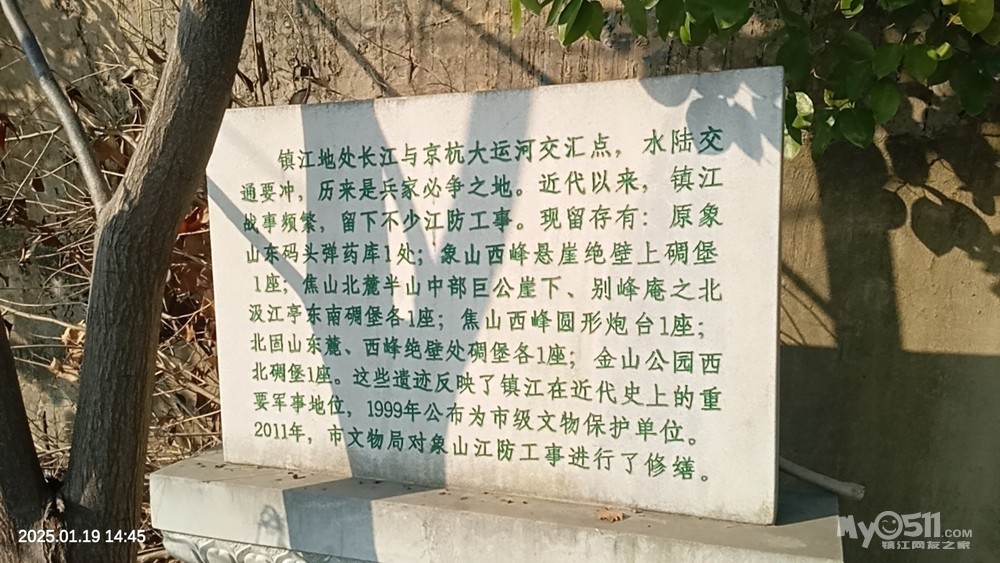 镇江地处长江与京杭大运河交汇点，水陆交
通要冲，历来是兵家必争之地。近代以来，镇江
战事频繁，留下不少江防工事。现留存有：原象
山东码头弹药库1处；象山西峰悬崖绝壁上碉堡
1座；焦山北麓半山中部巨公崖下、别峰庵之北
汲江亭东南碉堡各1座；焦山西峰圆形炮台1座；
北固山东麓、西峰绝壁处碉堡各1座；金山公园西
北碉堡1座。这些遗迹反映了镇江在近代史上的重
要军事地位，1999年公布为市级文物保护单位。
2011年，市文物局对象山江防工事进行了修缮。
2025.01.19 14:45
My0511.COM
镇江网友之家